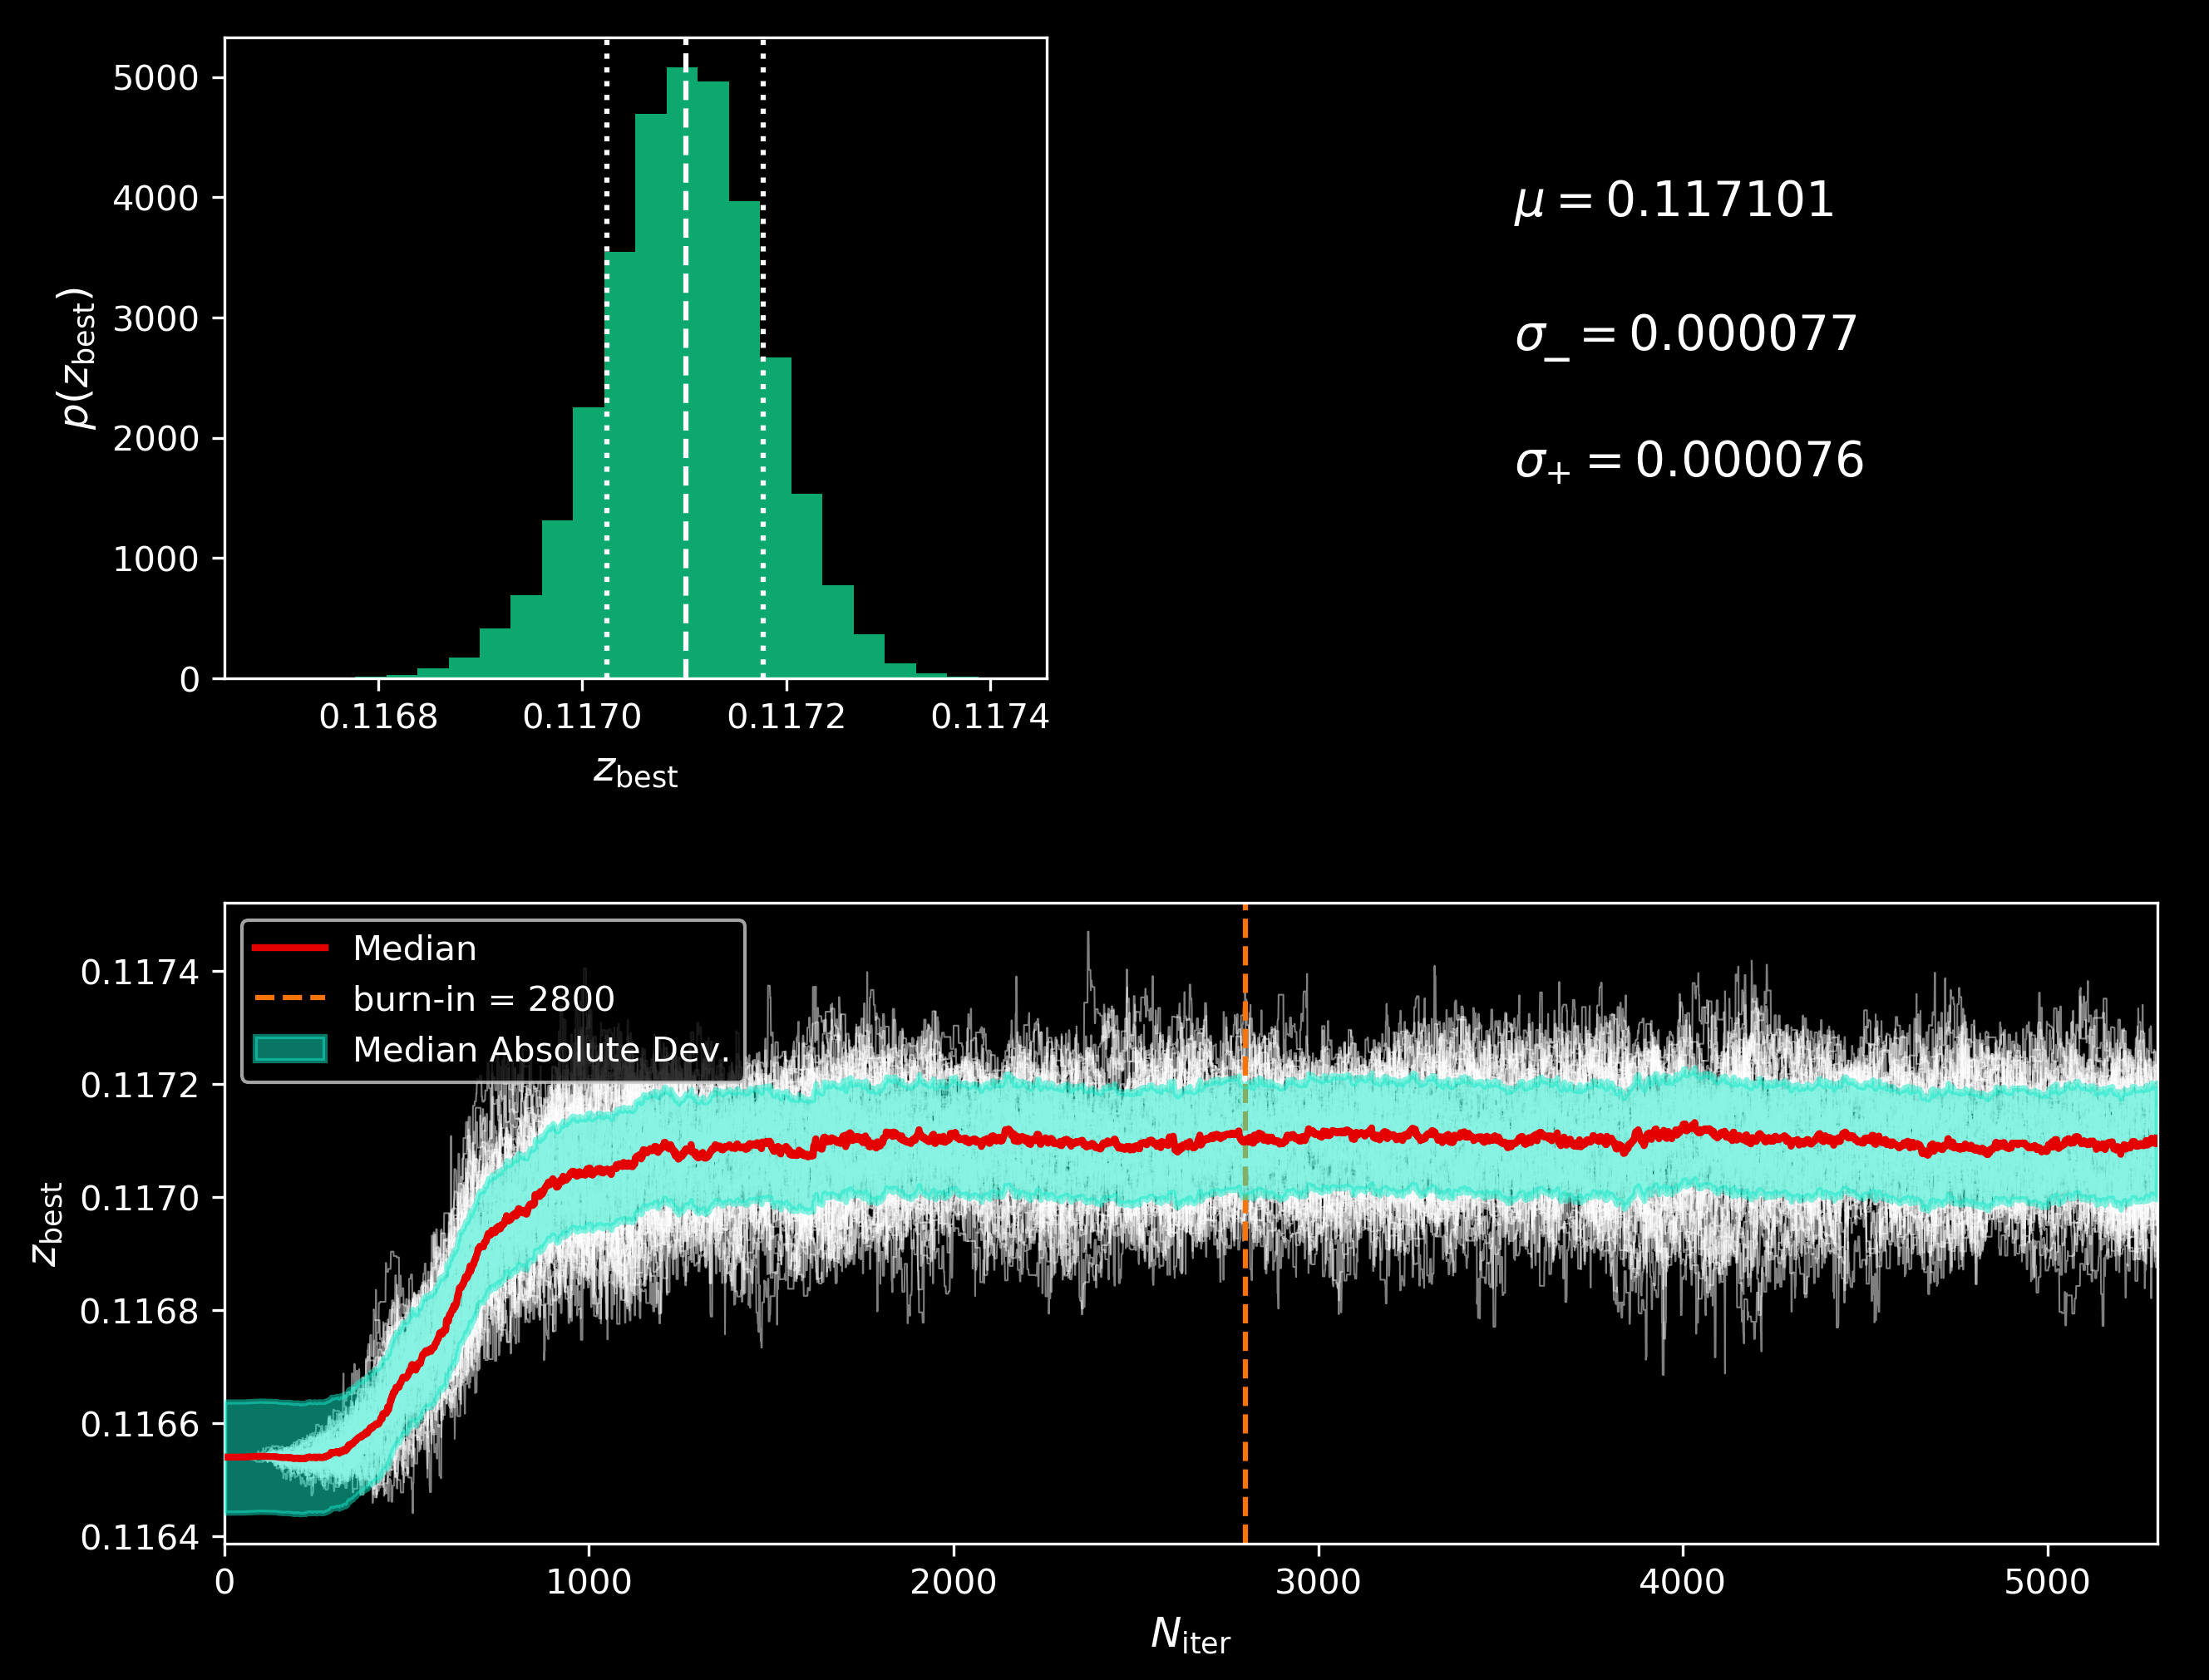 5000
4000
3000
2000
1000
0
p(z_best)
0.1168 0.1170 0.1172 0.1174
z_best
μ = 0.117101
σ_− = 0.000077
σ_+ = 0.000076
Median
burn-in = 2800
Median Absolute Dev.
0.1174
0.1172
0.1170
0.1168
0.1166
0.1164
z_best
0 1000 2000 3000 4000 5000
N_iter